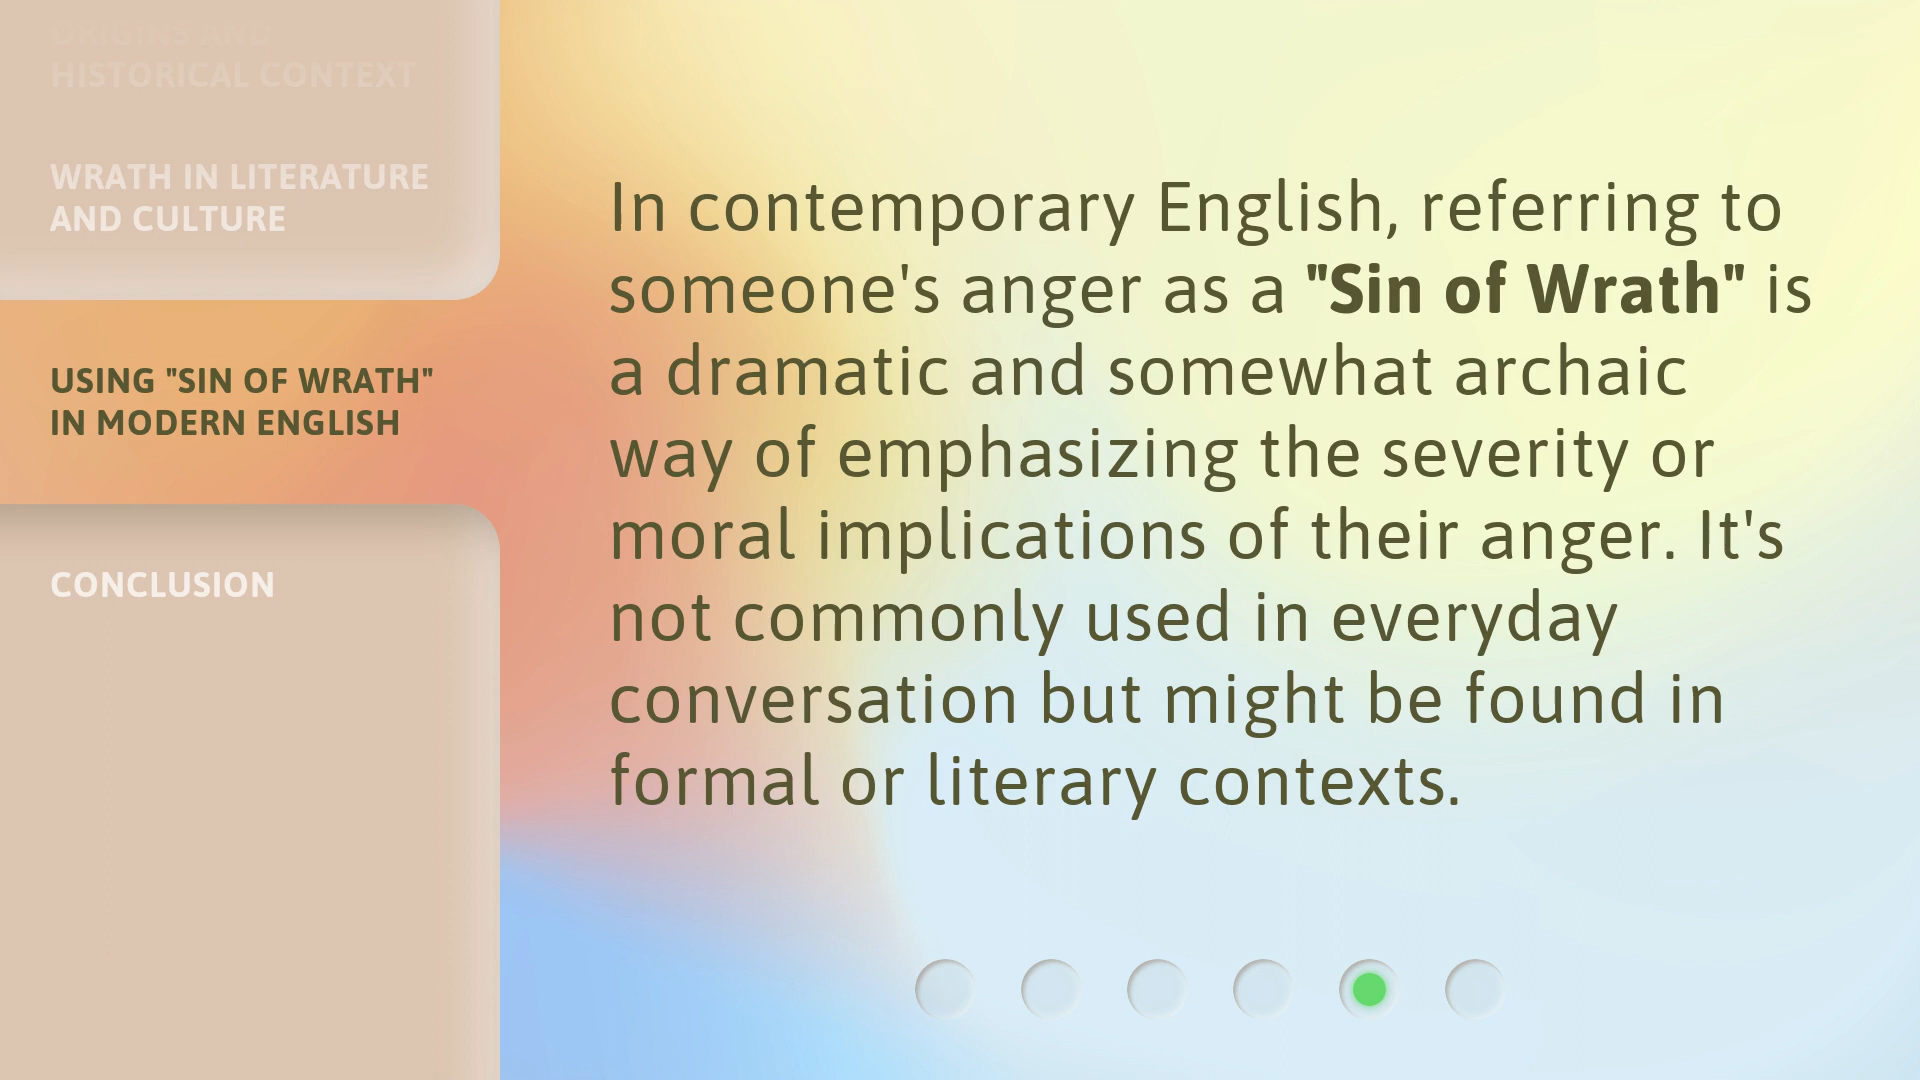 ORIGINS AND
HISTORICAL CONTEXT
WRATH IN LITERATURE
AND CULTURE
USING "SIN OF WRATH"
IN MODERN ENGLISH
CONCLUSION
In contemporary English, referring to
someone's anger as a "Sin of Wrath" is
a dramatic and somewhat archaic
way of emphasizing the severity or
moral implications of their anger. It's
not commonly used in everyday
conversation but might be found in
formal or literary contexts.